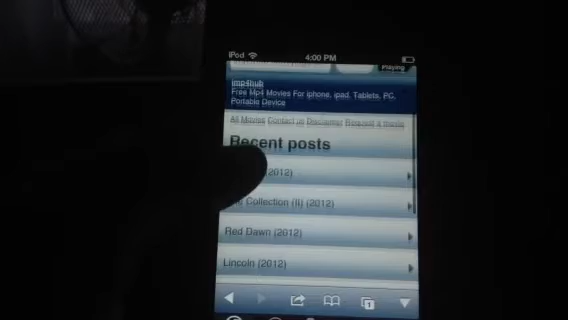 iPod 4:00 PM
Playing
imp4hub
Free Mp4 Movies For iphone, ipad, Tablets, PC,
Portable Device
All Movies Contact us Disclaimer Request a movie
Recent posts
(2012)
Collection (II) (2012)
Red Dawn (2012)
Lincoln (2012)
1